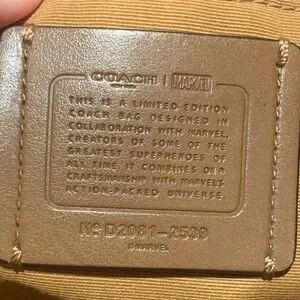 COACH | MARVEL
THIS IS A LIMITED EDITION
COACH BAG DESIGNED IN
COLLABORATION WITH MARVEL,
CREATORS OF SOME OF THE
GREATEST SUPERHEROES OF
ALL TIME. IT COMBINES OUR
CRAFTSMANSHIP WITH MARVEL'S
ACTION-PACKED UNIVERSE.
Nº D2081-2539
©MARVEL